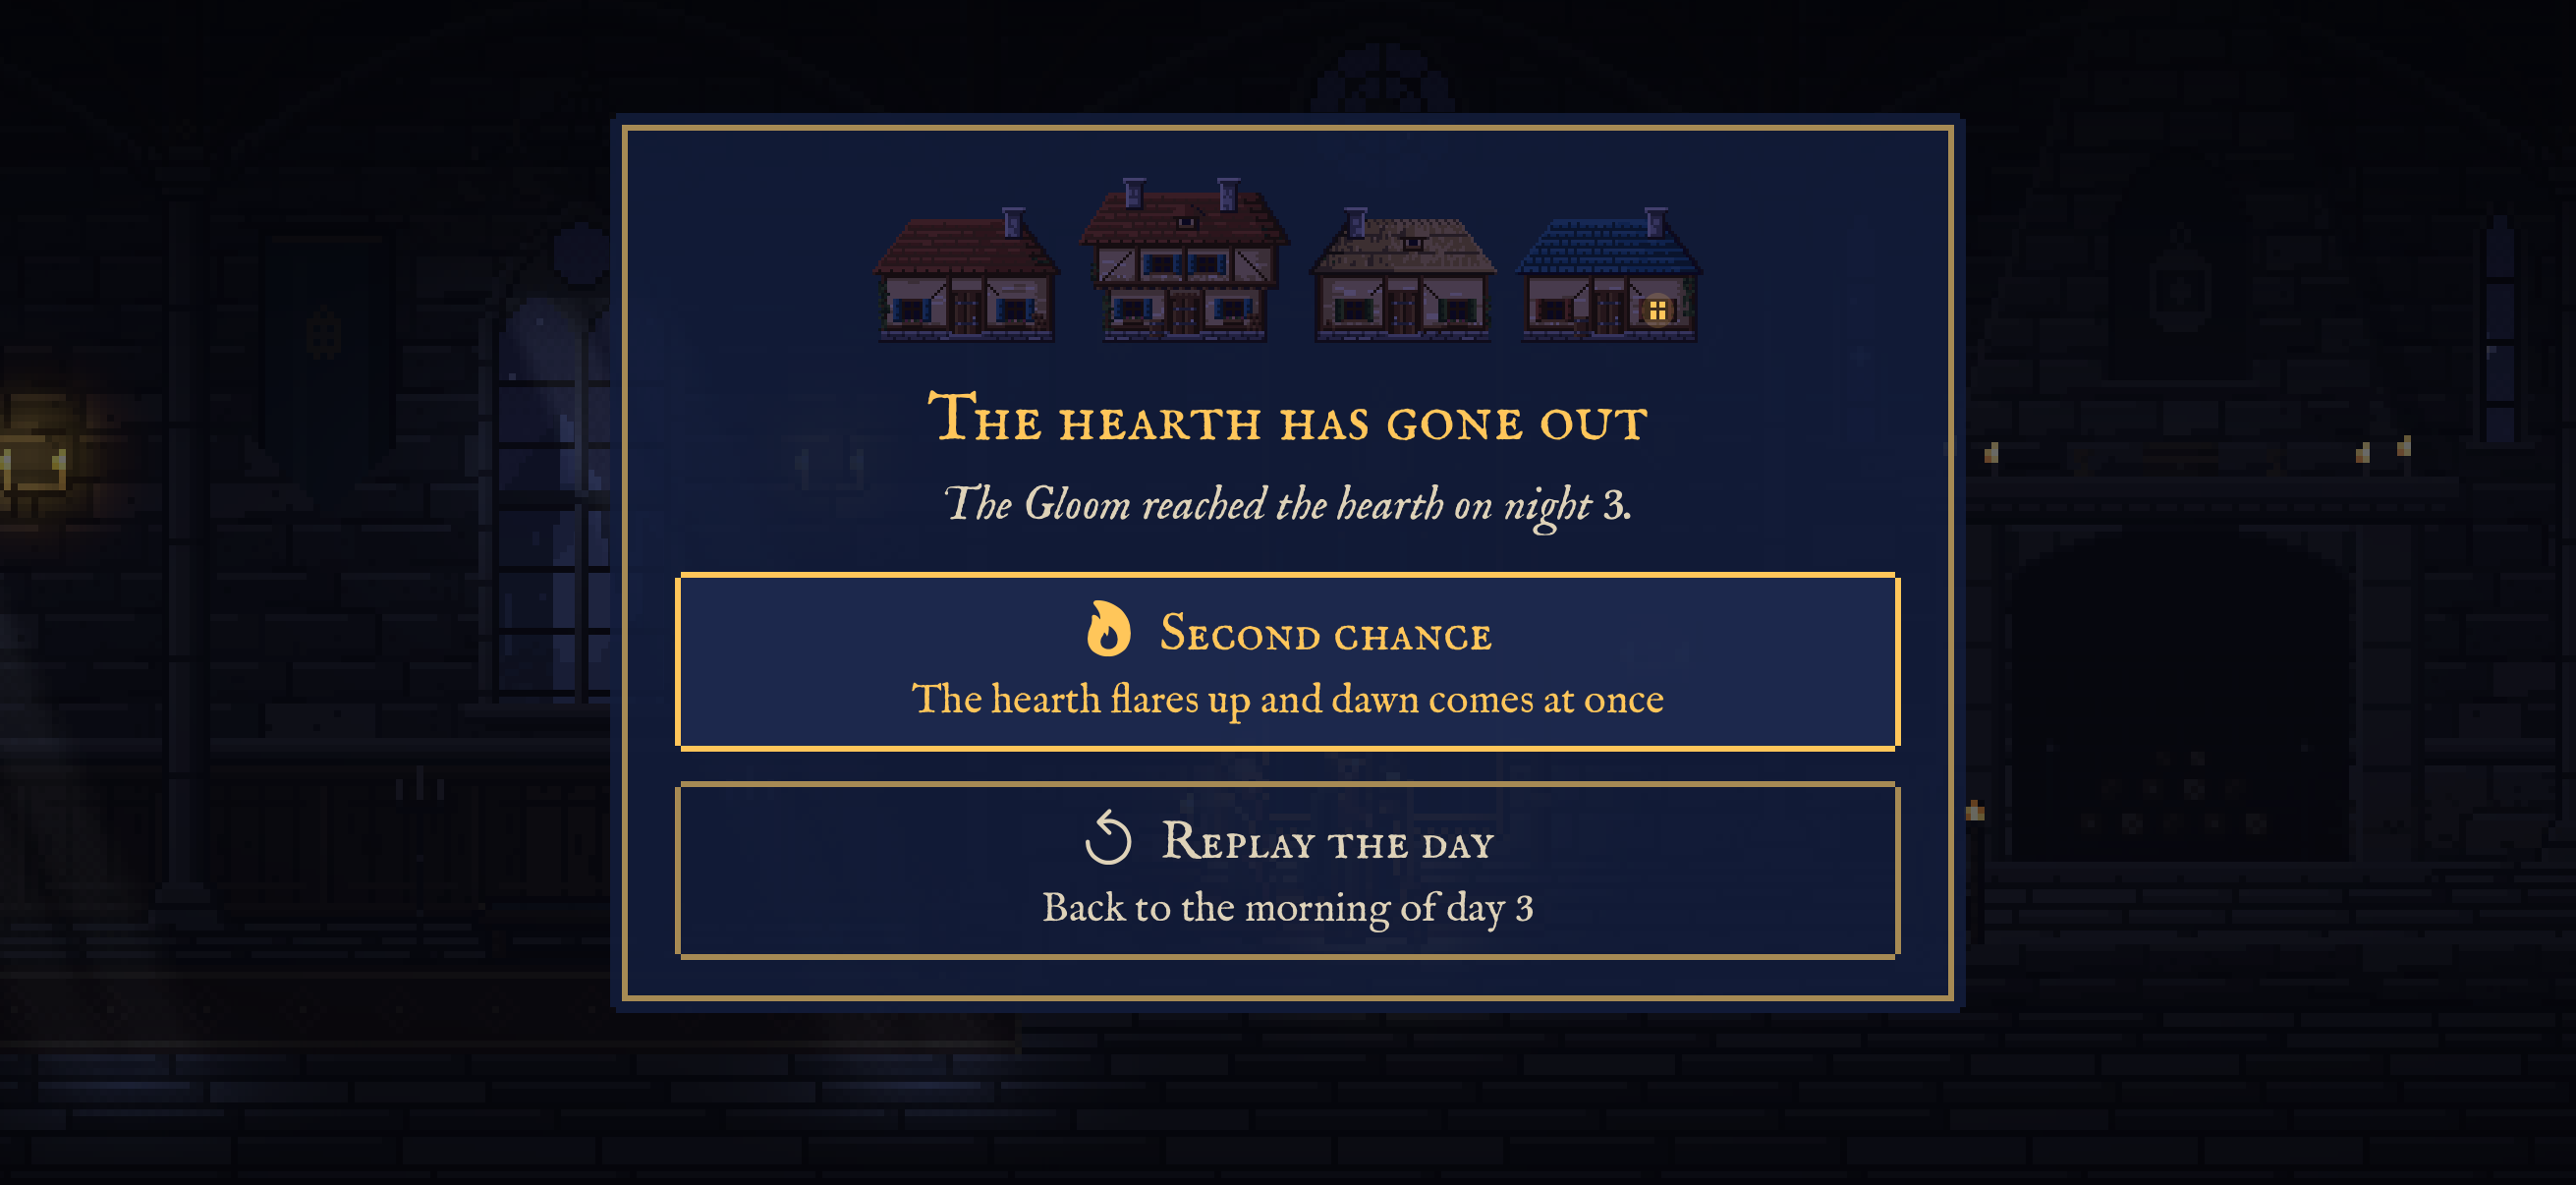 The hearth has gone out
The Gloom reached the hearth on night 3.
Second chance
The hearth flares up and dawn comes at once
Replay the day
Back to the morning of day 3